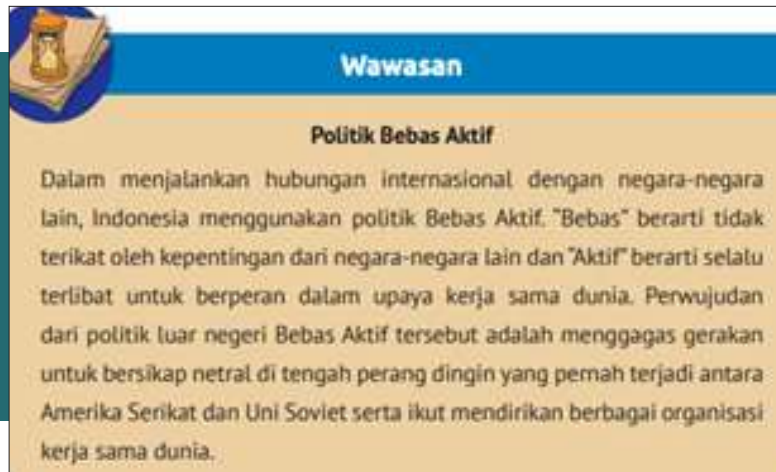 Wawasan
Politik Bebas Aktif
Dalam menjalankan hubungan internasional dengan negara-negara
lain, Indonesia menggunakan politik Bebas Aktif. "Bebas" berarti tidak
terikat oleh kepentingan dari negara-negara lain dan "Aktif" berarti selalu
terlibat untuk berperan dalam upaya kerja sama dunia. Perwujudan
dari politik luar negeri Bebas Aktif tersebut adalah menggagas gerakan
untuk bersikap netral di tengah perang dingin yang pernah terjadi antara
Amerika Serikat dan Uni Soviet serta ikut mendirikan berbagai organisasi
kerja sama dunia.